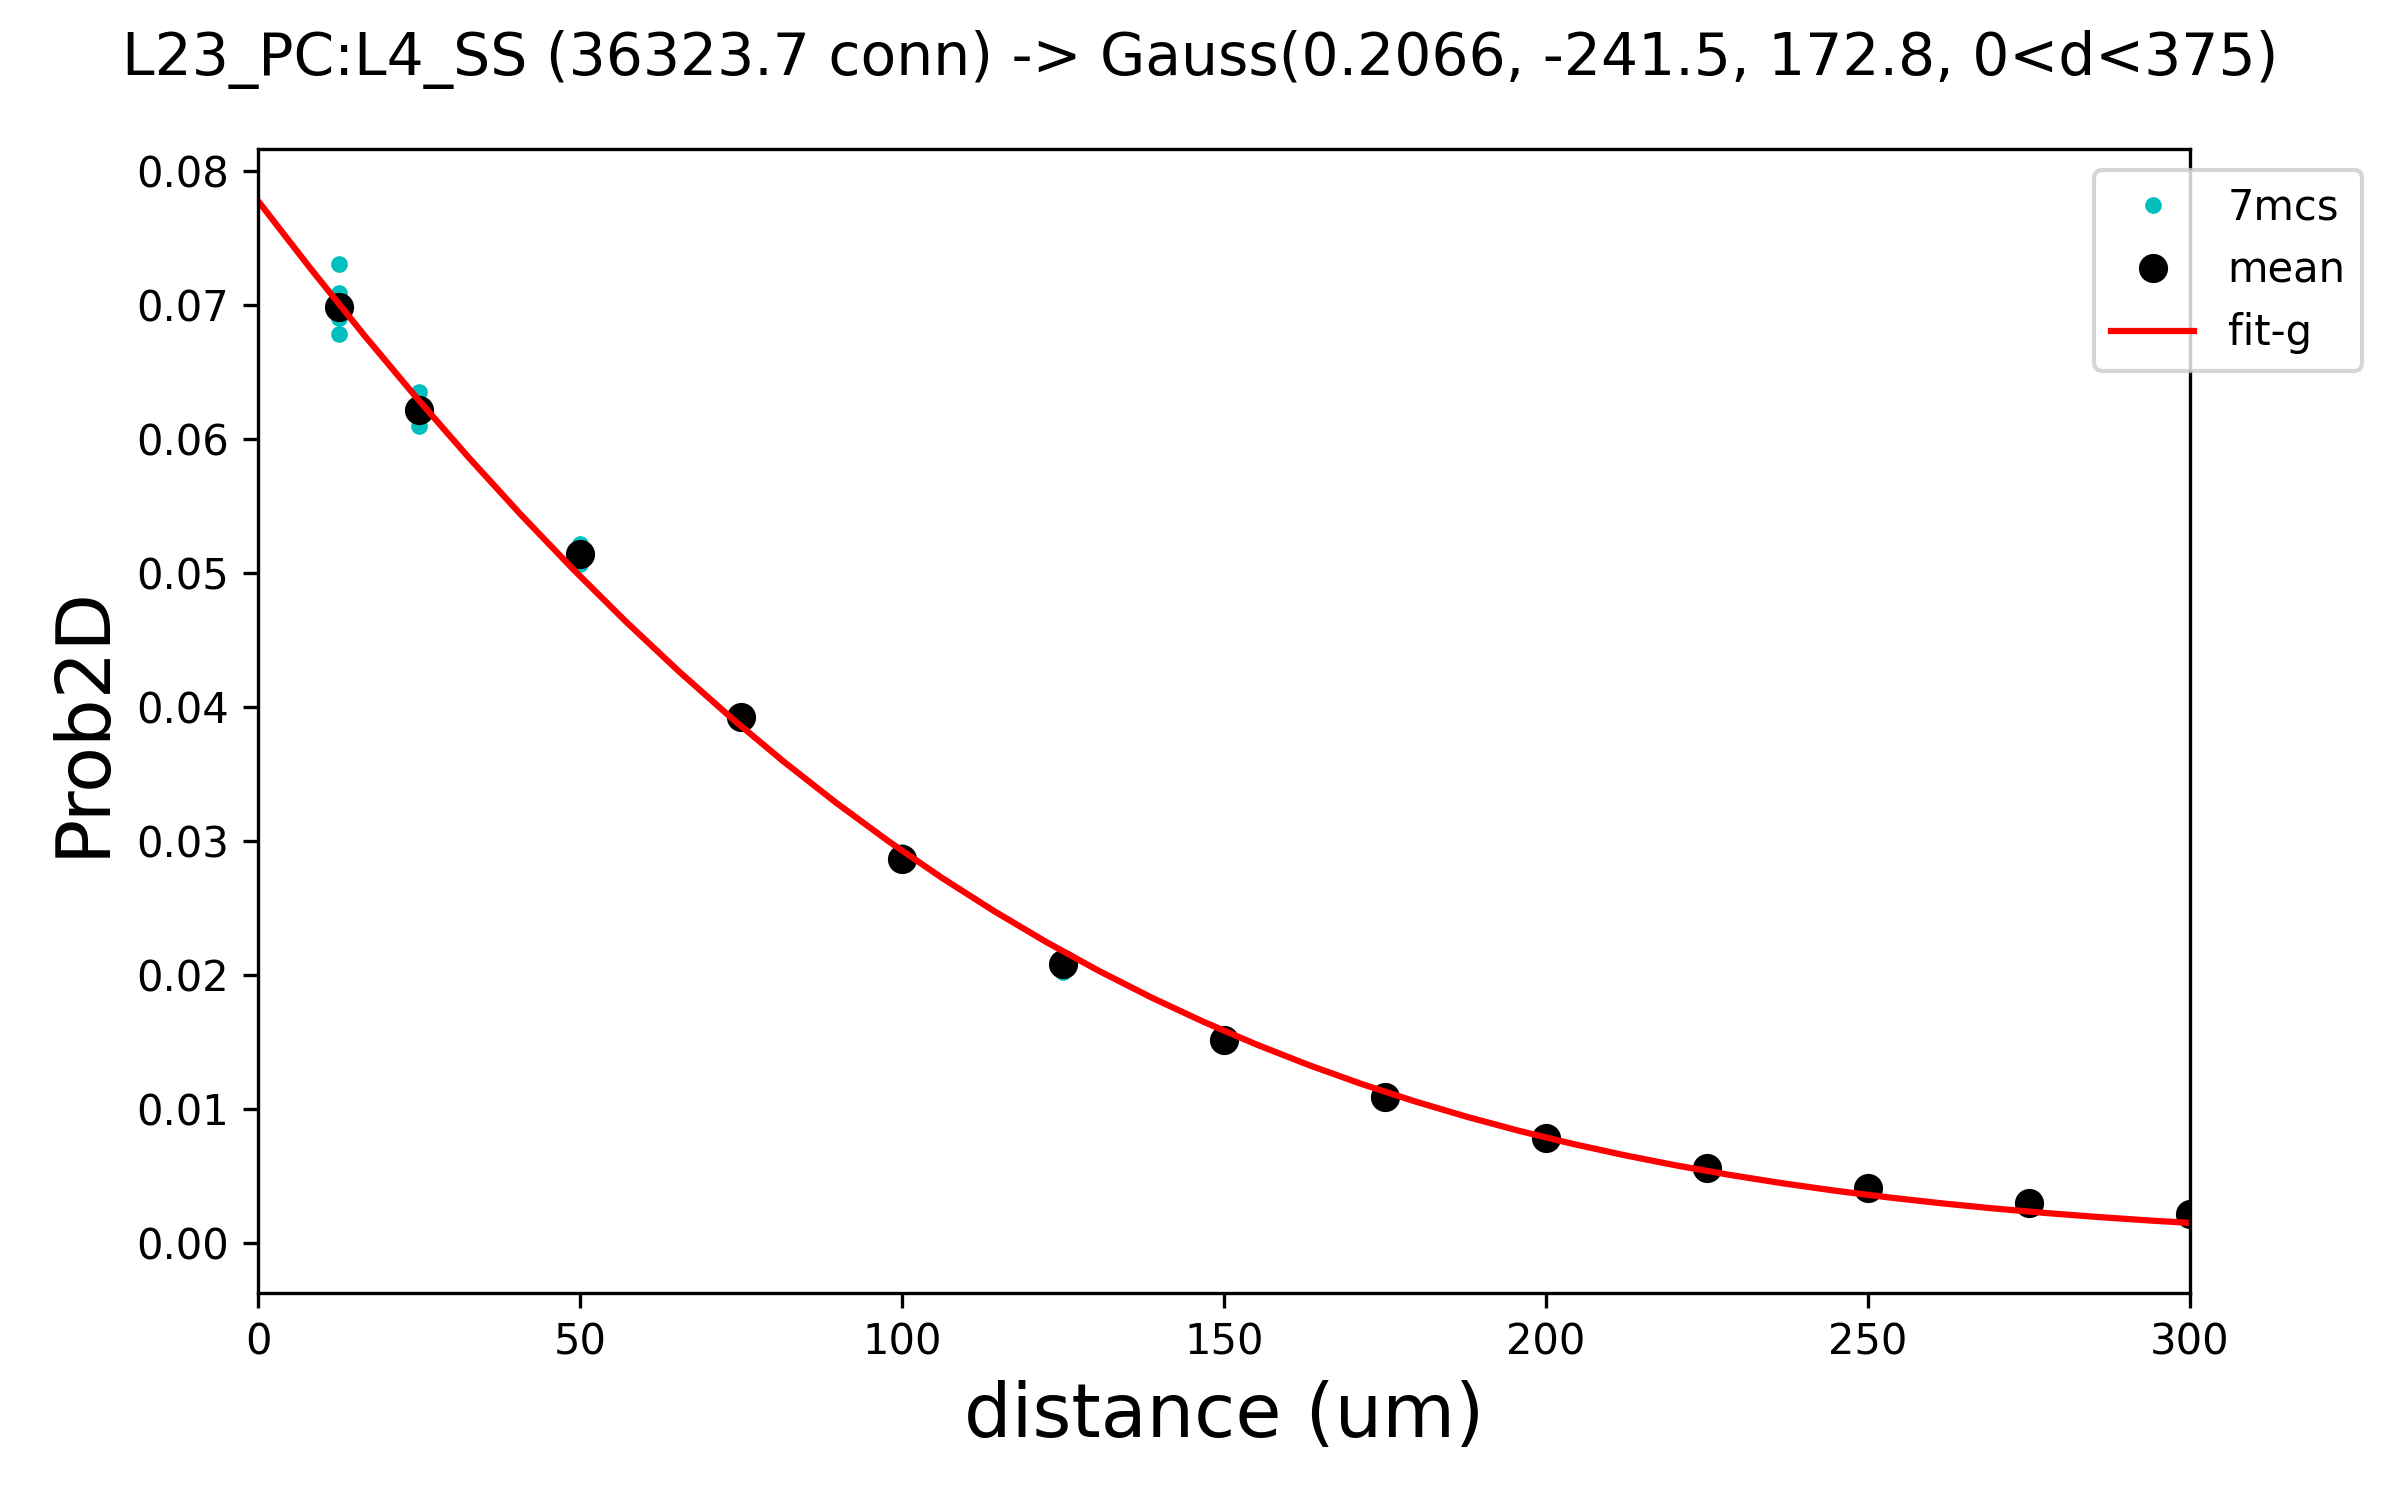 L23_PC:L4_SS (36323.7 conn) -> Gauss(0.2066, -241.5, 172.8, 0<d<375)
0.08
0.07
0.06
0.05
0.04
0.03
0.02
0.01
0.00
Prob2D
7mcs
mean
fit-g
0 50 100 150 200 250 300
distance (um)